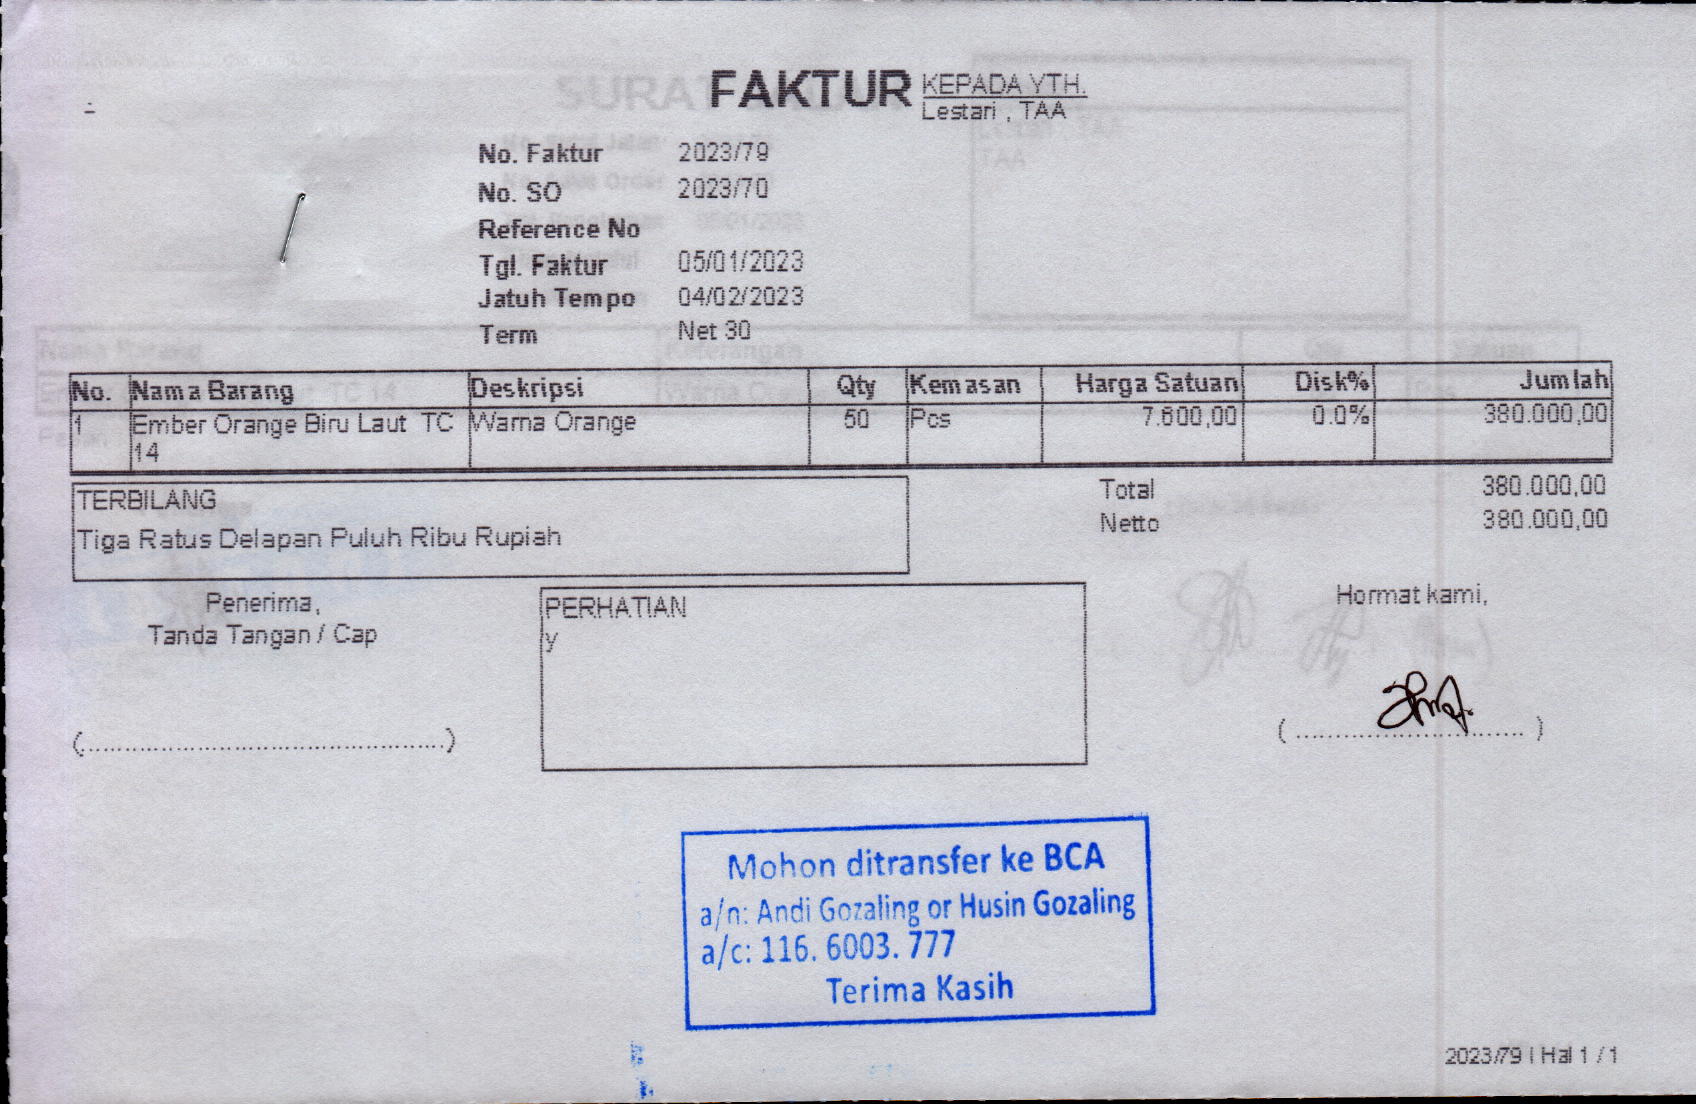 FAKTUR
KEPADA YTH.
Lestari , TAA
No. Faktur 2023/79
No. SO 2023/70
Reference No
Tgl. Faktur 05/01/2023
Jatuh Tempo 04/02/2023
Term Net 30
No. Nama Barang Deskripsi Qty Kemasan Harga Satuan Disk% Jumlah
1 Ember Orange Biru Laut TC 14 Warna Orange 50 Pcs 7.600,00 0.0% 380.000,00
TERBILANG
Tiga Ratus Delapan Puluh Ribu Rupiah
Total 380.000,00
Netto 380.000,00
Penerima,
Tanda Tangan / Cap
PERHATIAN
y
Hormat kami,
Mohon ditransfer ke BCA
a/n: Andi Gozaling or Husin Gozaling
a/c: 116. 6003. 777
Terima Kasih
2023/79 | Hal 1 / 1